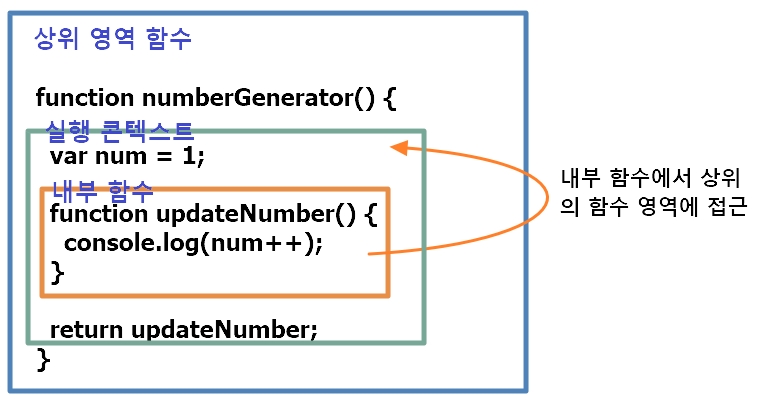 상위 영역 함수
function numberGenerator() {
실행 콘텍스트
var num = 1;
내부 함수
function updateNumber() {
console.log(num++);
}
return updateNumber;
}
내부 함수에서 상위
의 함수 영역에 접근